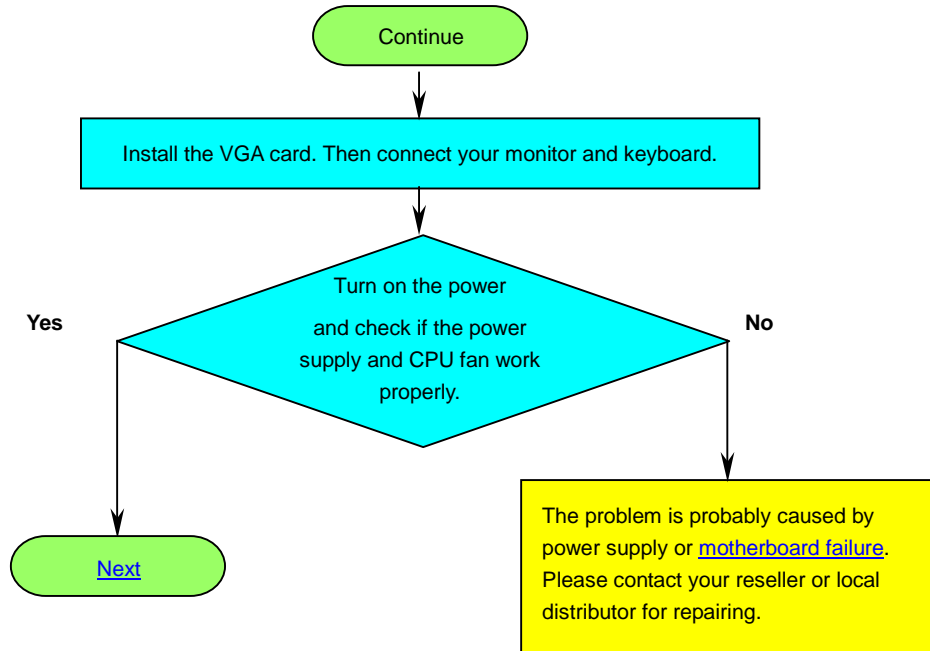 Continue
Install the VGA card. Then connect your monitor and keyboard.
Turn on the power
and check if the power
supply and CPU fan work
properly.
Yes
No
Next
The problem is probably caused by
power supply or motherboard failure.
Please contact your reseller or local
distributor for repairing.